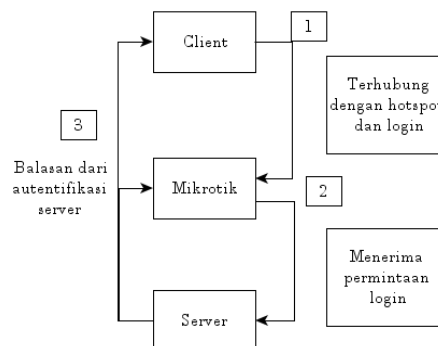 Client
1
Terhubung
dengan hotspot
dan login
3
Balasan dari
autentifikasi
server
Mikrotik
2
Menerima
permintaan
login
Server